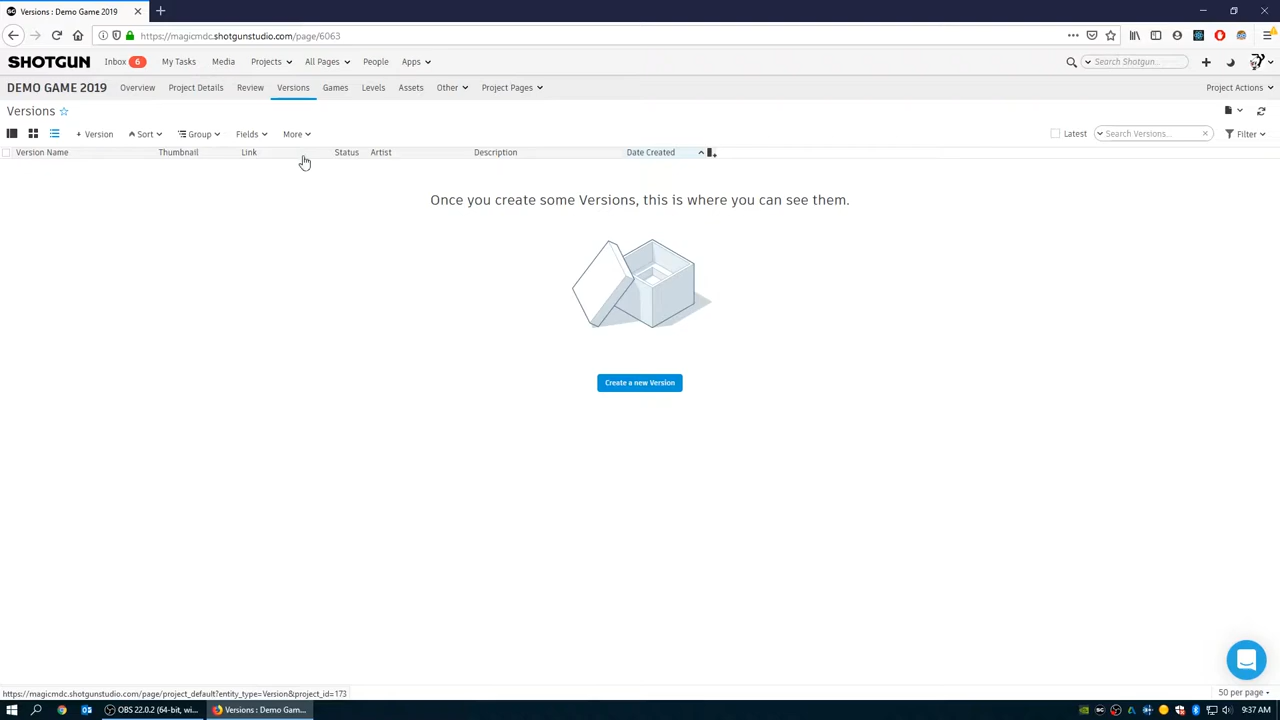 Versions : Demo Game 2019
https://magicmdc.shotgunstudio.com/page/6063
SHOTGUN Inbox 6 My Tasks Media Projects All Pages People Apps Search Shotgun...
DEMO GAME 2019 Overview Project Details Review Versions Games Levels Assets Other Project Pages Project Actions
Versions
+ Version Sort Group Fields More Latest Search Versions... Filter
Version Name Thumbnail Link Status Artist Description Date Created
Once you create some Versions, this is where you can see them.
Create a new Version
https://magicmdc.shotgunstudio.com/page/project_default?entity_type=Version&project_id=173
50 per page
OBS 22.0.2 (64-bit, wi... Versions : Demo Gam... 9:37 AM